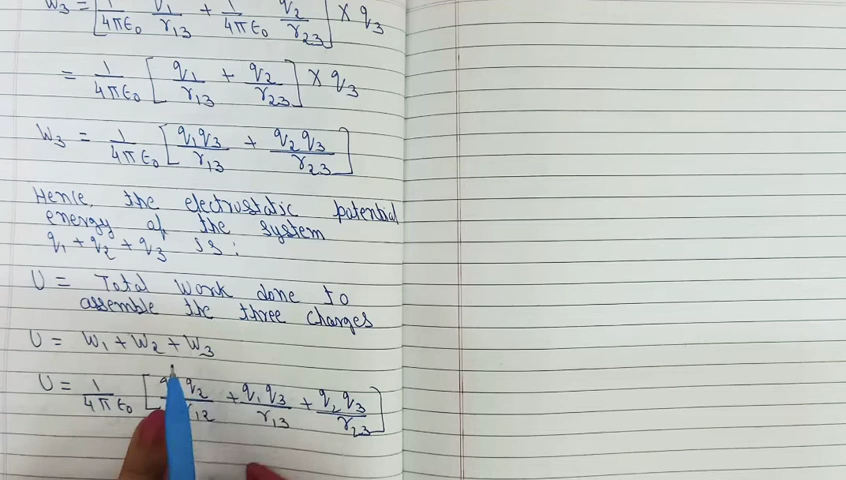 W3 = [1/4πε0 q1/r13 + 1/4πε0 q2/r23] × q3
= 1/4πε0 [q1/r13 + q2/r23] × q3
W3 = 1/4πε0 [q1q3/r13 + q2q3/r23]
Hence, the electrostatic potential
energy of the system
q1 + q2 + q3 is :
U = Total work done to
assemble the three charges
U = W1 + W2 + W3
U = 1/4πε0 [q1q2/r12 + q1q3/r13 + q2q3/r23]